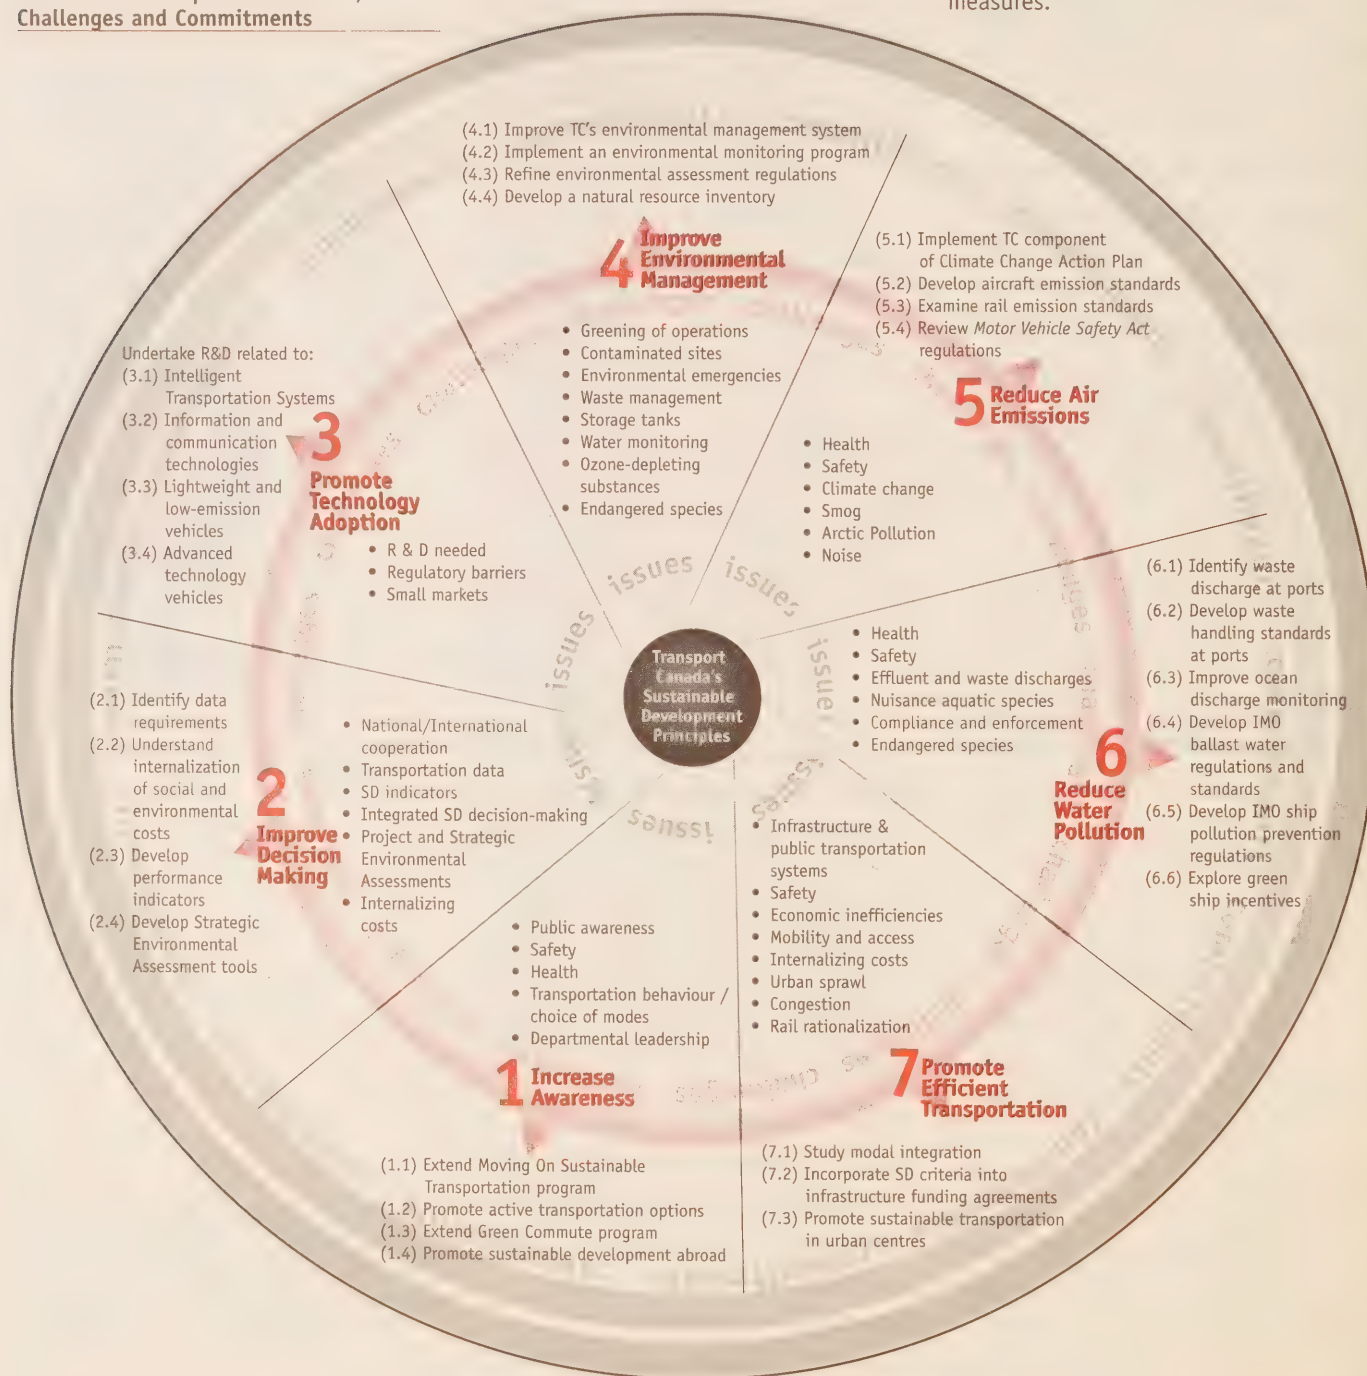 Challenges and Commitments
measures.
(4.1) Improve TC's environmental management system
(4.2) Implement an environmental monitoring program
(4.3) Refine environmental assessment regulations
(4.4) Develop a natural resource inventory
4 Improve
Environmental
Management
• Greening of operations
• Contaminated sites
• Environmental emergencies
• Waste management
• Storage tanks
• Water monitoring
• Ozone-depleting
substances
• Endangered species
(5.1) Implement TC component
of Climate Change Action Plan
(5.2) Develop aircraft emission standards
(5.3) Examine rail emission standards
(5.4) Review Motor Vehicle Safety Act
regulations
5 Reduce Air
Emissions
• Health
• Safety
• Climate change
• Smog
• Arctic Pollution
• Noise
Undertake R&D related to:
(3.1) Intelligent
Transportation Systems
(3.2) Information and
communication
technologies
(3.3) Lightweight and
low-emission
vehicles
(3.4) Advanced
technology
vehicles
3
Promote
Technology
Adoption
• R & D needed
• Regulatory barriers
• Small markets
issues
issues
issues
issues
issues
issues
Transport
Canada's
Sustainable
Development
Principles
• Health
• Safety
• Effluent and waste discharges
• Nuisance aquatic species
• Compliance and enforcement
• Endangered species
6
Reduce
Water
Pollution
(6.1) Identify waste
discharge at ports
(6.2) Develop waste
handling standards
at ports
(6.3) Improve ocean
discharge monitoring
(6.4) Develop IMO
ballast water
regulations and
standards
(6.5) Develop IMO ship
pollution prevention
regulations
(6.6) Explore green
ship incentives
(2.1) Identify data
requirements
(2.2) Understand
internalization
of social and
environmental
costs
(2.3) Develop
performance
indicators
(2.4) Develop Strategic
Environmental
Assessment tools
2
Improve
Decision
Making
• National/International
cooperation
• Transportation data
• SD indicators
• Integrated SD decision-making
• Project and Strategic
Environmental
Assessments
• Internalizing
costs
• Public awareness
• Safety
• Health
• Transportation behaviour /
choice of modes
• Departmental leadership
1 Increase
Awareness
(1.1) Extend Moving On Sustainable
Transportation program
(1.2) Promote active transportation options
(1.3) Extend Green Commute program
(1.4) Promote sustainable development abroad
• Infrastructure &
public transportation
systems
• Safety
• Economic inefficiencies
• Mobility and access
• Internalizing costs
• Urban sprawl
• Congestion
• Rail rationalization
7 Promote
Efficient
Transportation
(7.1) Study modal integration
(7.2) Incorporate SD criteria into
infrastructure funding agreements
(7.3) Promote sustainable transportation
in urban centres